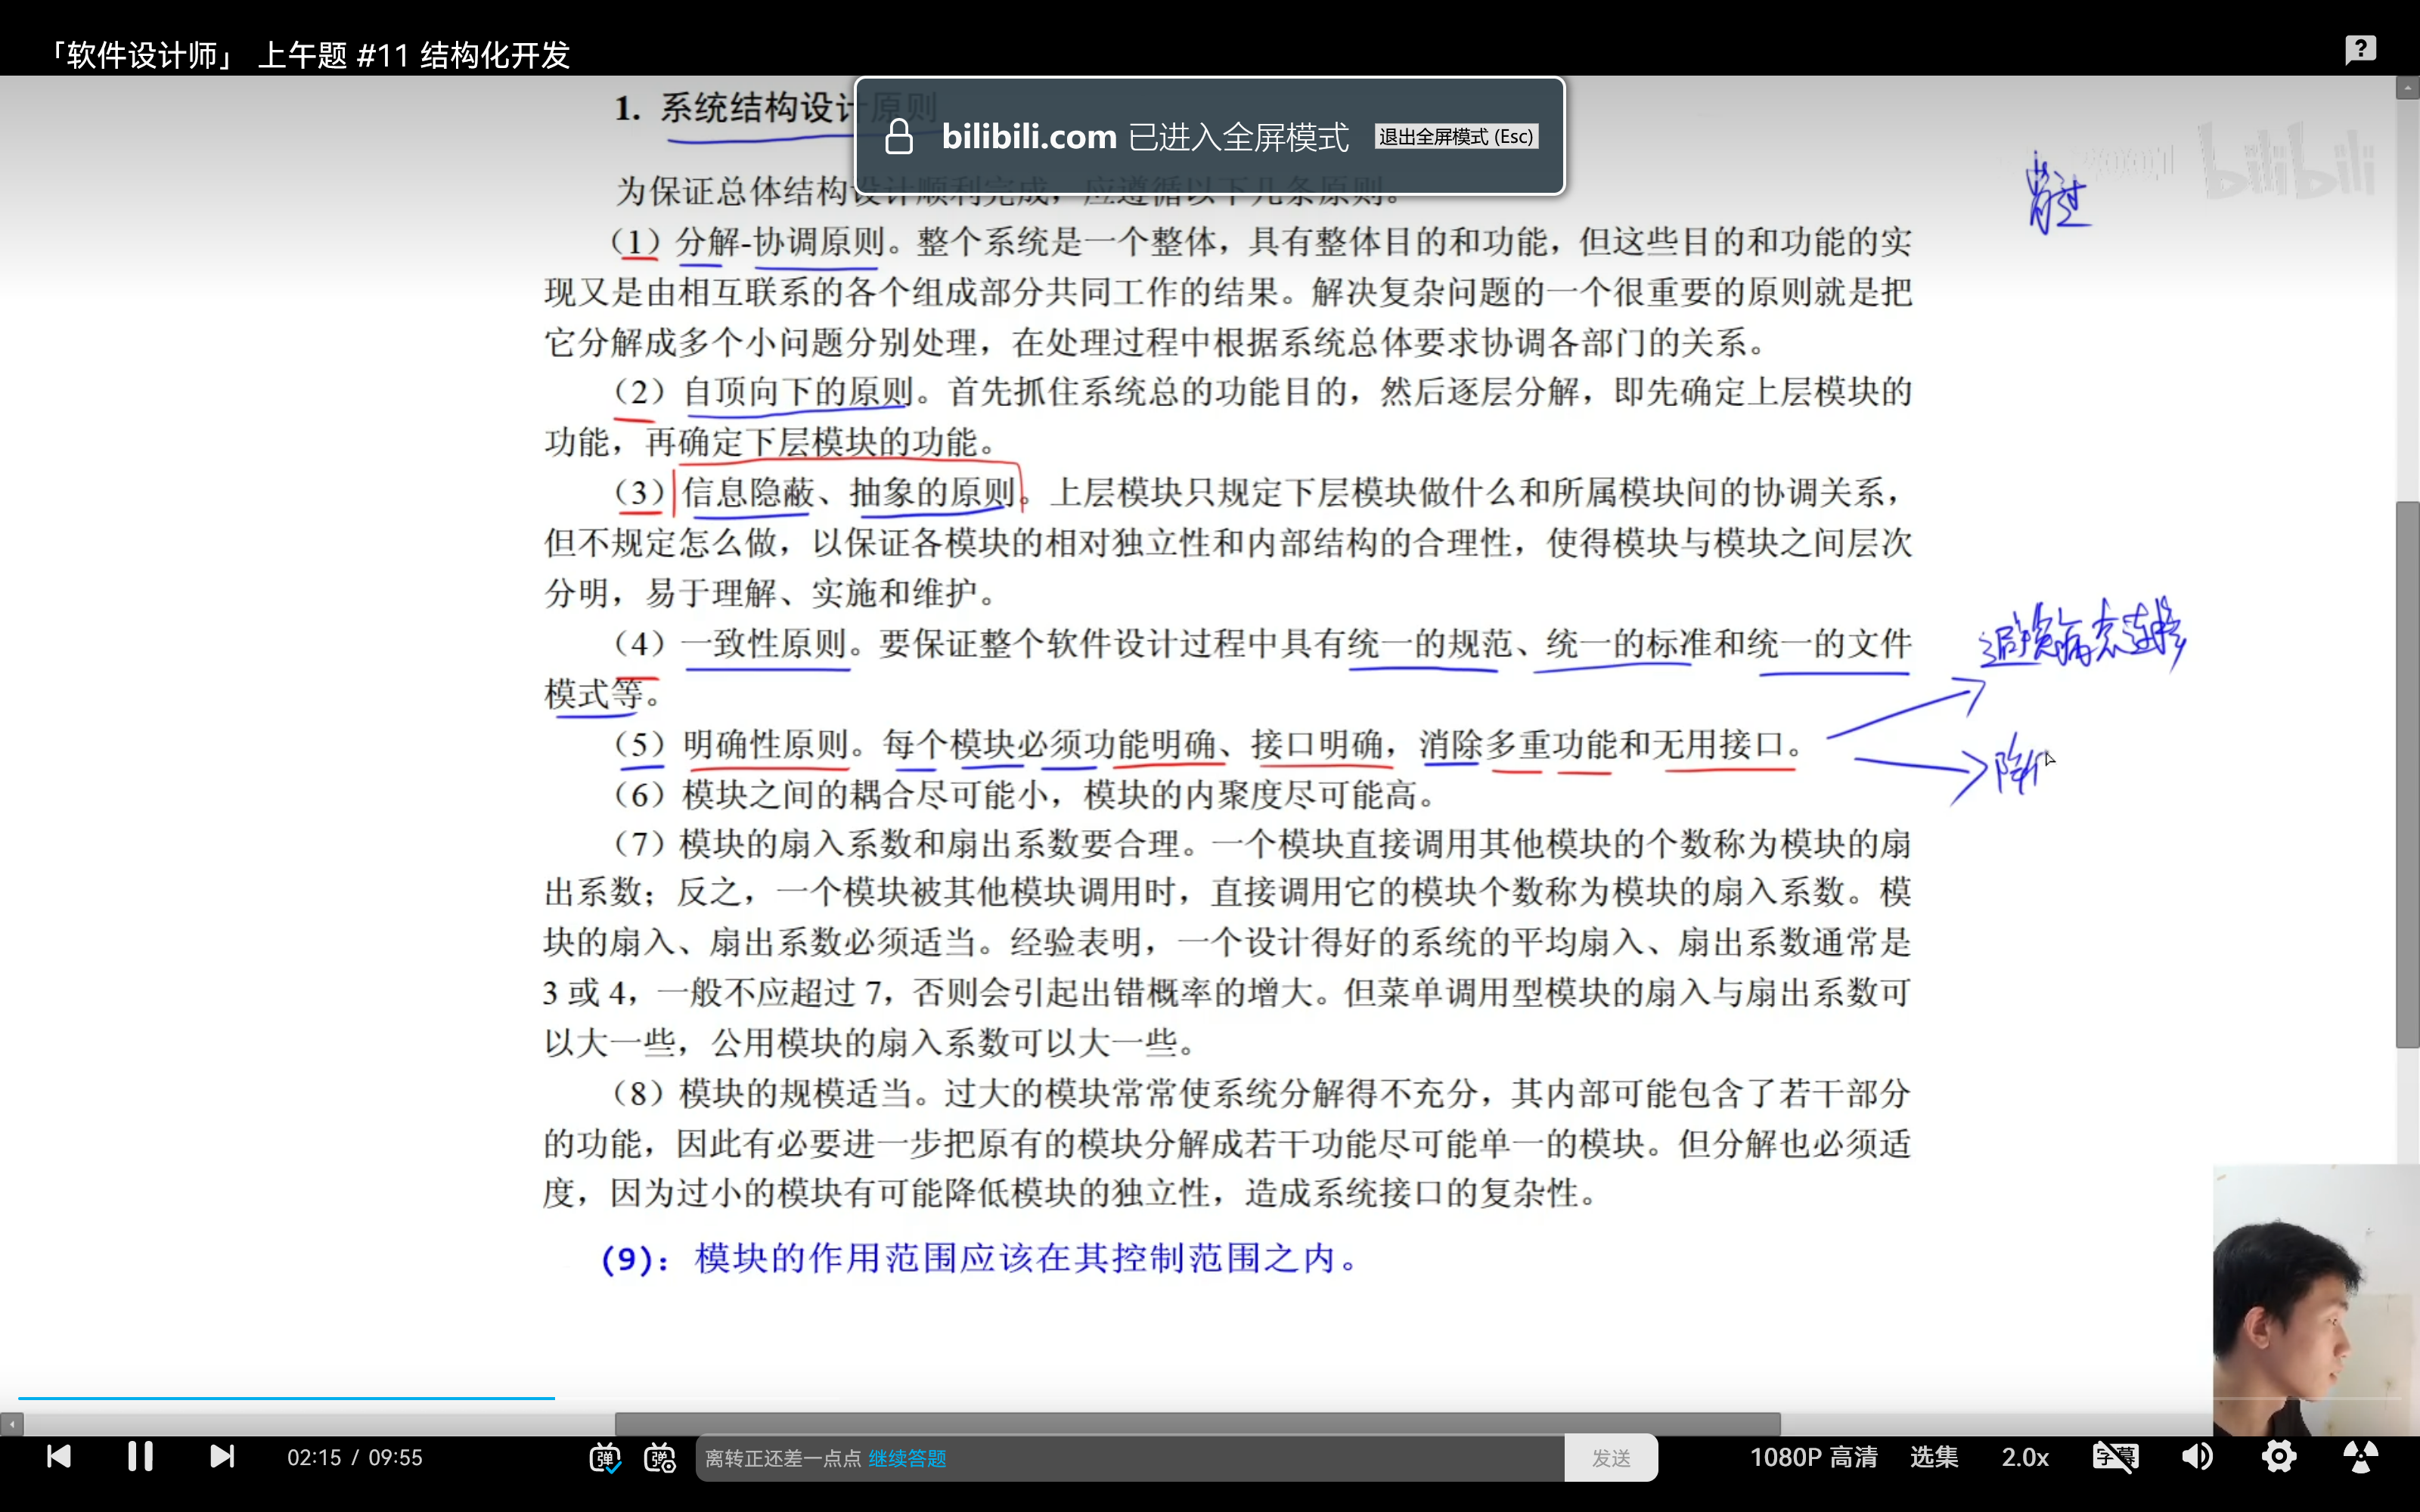 「软件设计师」 上午题 #11 结构化开发
1. 系统结构设计原则
bilibili.com 已进入全屏模式 退出全屏模式 (Esc)
bilibili
为保证总体结构设计顺利完成，应遵循以下几条原则。
（1）分解-协调原则。整个系统是一个整体，具有整体目的和功能，但这些目的和功能的实
现又是由相互联系的各个组成部分共同工作的结果。解决复杂问题的一个很重要的原则就是把
它分解成多个小问题分别处理，在处理过程中根据系统总体要求协调各部门的关系。
（2）自顶向下的原则。首先抓住系统总的功能目的，然后逐层分解，即先确定上层模块的
功能，再确定下层模块的功能。
（3）信息隐蔽、抽象的原则。上层模块只规定下层模块做什么和所属模块间的协调关系，
但不规定怎么做，以保证各模块的相对独立性和内部结构的合理性，使得模块与模块之间层次
分明，易于理解、实施和维护。
（4）一致性原则。要保证整个软件设计过程中具有统一的规范、统一的标准和统一的文件
模式等。
（5）明确性原则。每个模块必须功能明确、接口明确，消除多重功能和无用接口。
避免病态连接
（6）模块之间的耦合尽可能小，模块的内聚度尽可能高。
（7）模块的扇入系数和扇出系数要合理。一个模块直接调用其他模块的个数称为模块的扇
出系数；反之，一个模块被其他模块调用时，直接调用它的模块个数称为模块的扇入系数。模
块的扇入、扇出系数必须适当。经验表明，一个设计得好的系统的平均扇入、扇出系数通常是
3 或 4，一般不应超过 7，否则会引起出错概率的增大。但菜单调用型模块的扇入与扇出系数可
以大一些，公用模块的扇入系数可以大一些。
（8）模块的规模适当。过大的模块常常使系统分解得不充分，其内部可能包含了若干部分
的功能，因此有必要进一步把原有的模块分解成若干功能尽可能单一的模块。但分解也必须适
度，因为过小的模块有可能降低模块的独立性，造成系统接口的复杂性。
(9)：模块的作用范围应该在其控制范围之内。
02:15 / 09:55 弹 弹 离转正还差一点点 继续答题 发送 1080P 高清 选集 2.0x 字幕